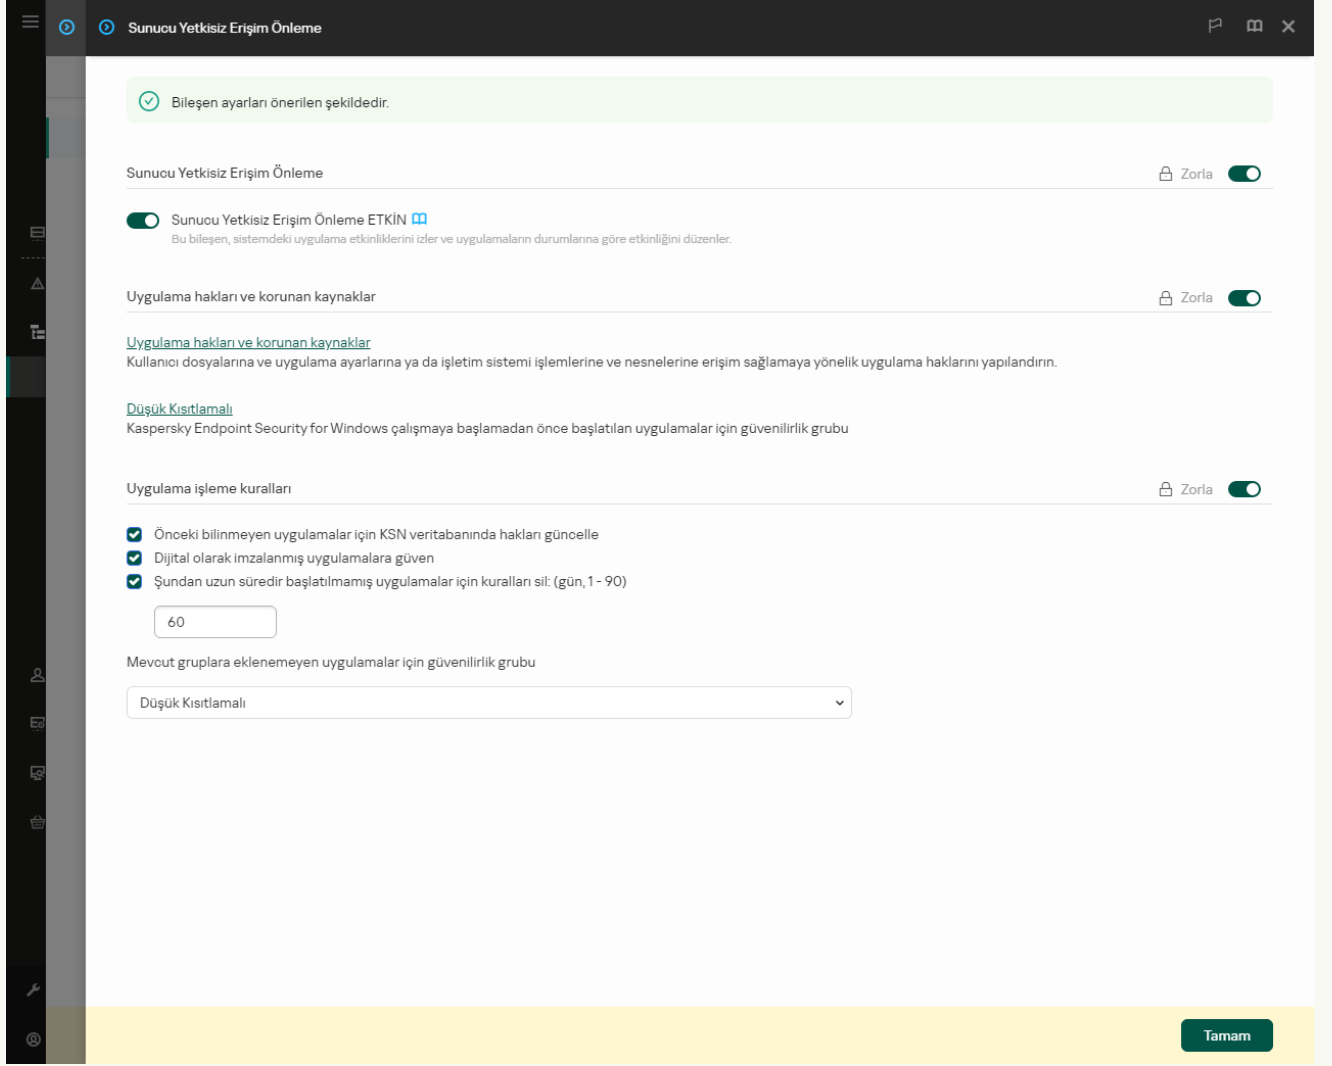 Sunucu Yetkisiz Erişim Önleme
Bileşen ayarları önerilen şekildedir.
Sunucu Yetkisiz Erişim Önleme
Zorla
Sunucu Yetkisiz Erişim Önleme ETKİN
Bu bileşen, sistemdeki uygulama etkinliklerini izler ve uygulamaların durumlarına göre etkinliğini düzenler.
Uygulama hakları ve korunan kaynaklar
Zorla
Uygulama hakları ve korunan kaynaklar
Kullanıcı dosyalarına ve uygulama ayarlarına ya da işletim sistemi işlemlerine ve nesnelerine erişim sağlamaya yönelik uygulama haklarını yapılandırın.
Düşük Kısıtlamalı
Kaspersky Endpoint Security for Windows çalışmaya başlamadan önce başlatılan uygulamalar için güvenilirlik grubu
Uygulama işleme kuralları
Zorla
Önceki bilinmeyen uygulamalar için KSN veritabanında hakları güncelle
Dijital olarak imzalanmış uygulamalara güven
Şundan uzun süredir başlatılmamış uygulamalar için kuralları sil: (gün, 1 - 90)
60
Mevcut gruplara eklenemeyen uygulamalar için güvenilirlik grubu
Düşük Kısıtlamalı
Tamam